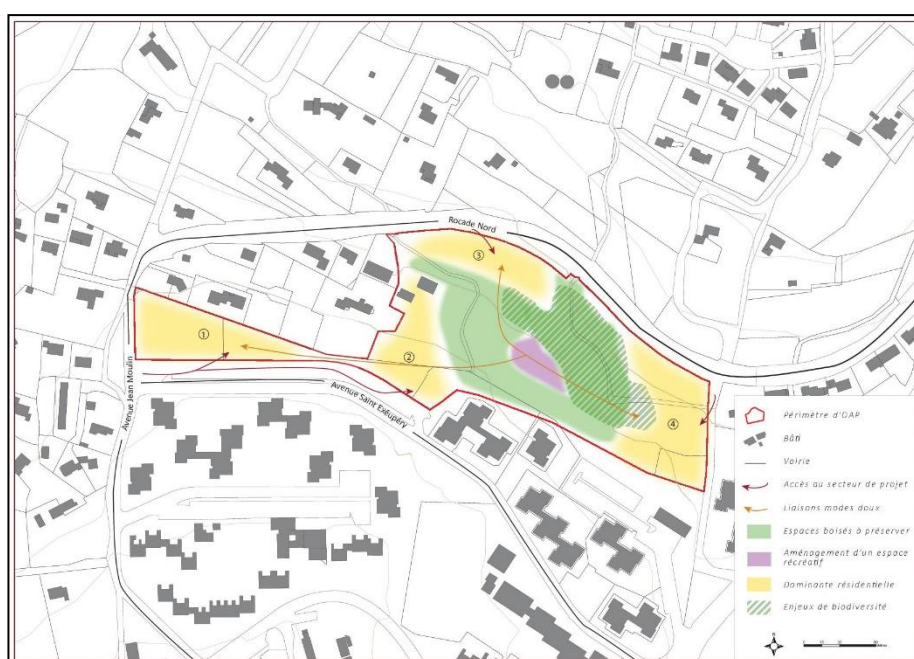 Rocade Nord
③
①
②
④
Avenue Jean Moulin
Avenue Saint Exéupéry
Périmètre d'OAP
Bâti
Voirie
Accès au secteur de projet
Liaisons modes doux
Espaces boisés à préserver
Aménagement d'un espace
récréatif
Dominante résidentielle
Enjeux de biodiversité
N